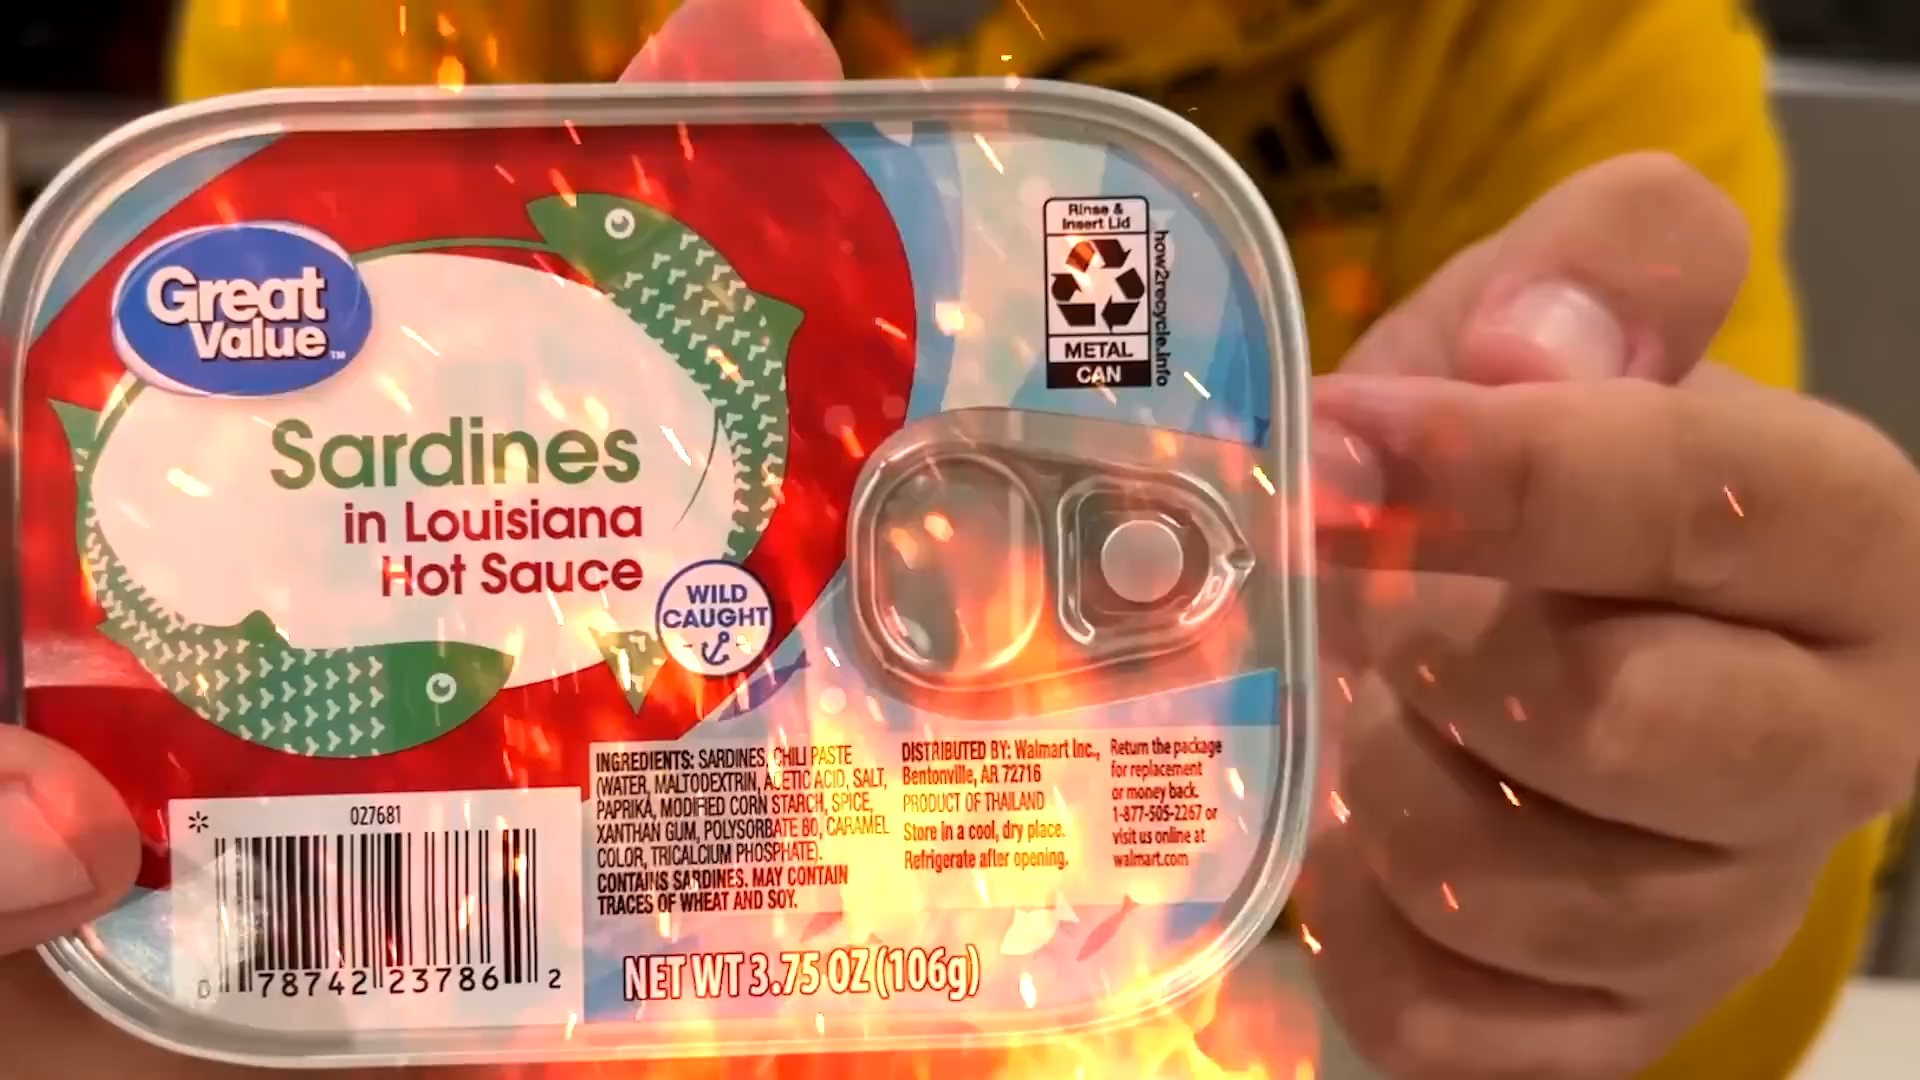 Great
Value™
Sardines
in Louisiana
Hot Sauce
WILD
CAUGHT
Rinse &
Insert Lid
METAL
CAN
how2recycle.info
INGREDIENTS: SARDINES, CHILI PASTE
(WATER, MALTODEXTRIN, ACETIC ACID, SALT,
PAPRIKA, MODIFIED CORN STARCH, SPICE,
XANTHAN GUM, POLYSORBATE 80, CARAMEL
COLOR, TRICALCIUM PHOSPHATE).
CONTAINS SARDINES. MAY CONTAIN
TRACES OF WHEAT AND SOY.
DISTRIBUTED BY: Walmart Inc.,
Bentonville, AR 72716
PRODUCT OF THAILAND
Store in a cool, dry place.
Refrigerate after opening.
Return the package
for replacement
or money back.
1-877-505-2267 or
visit us online at
walmart.com
* 027681
0 78742 23786 2
NET WT 3.75 OZ (106g)